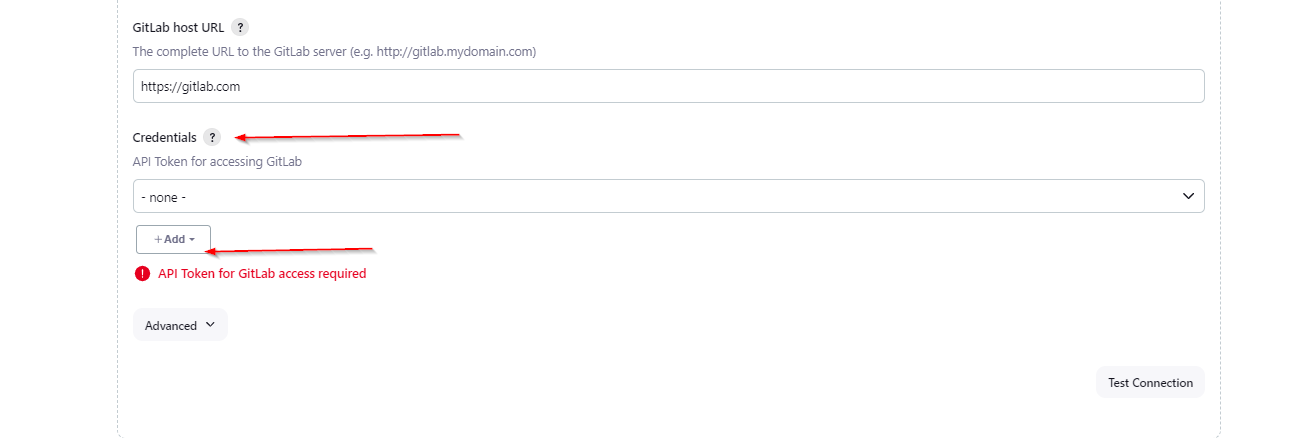 GitLab host URL ?
The complete URL to the GitLab server (e.g. http://gitlab.mydomain.com)
https://gitlab.com
Credentials ?
API Token for accessing GitLab
- none -
+ Add
! API Token for GitLab access required
Advanced
Test Connection